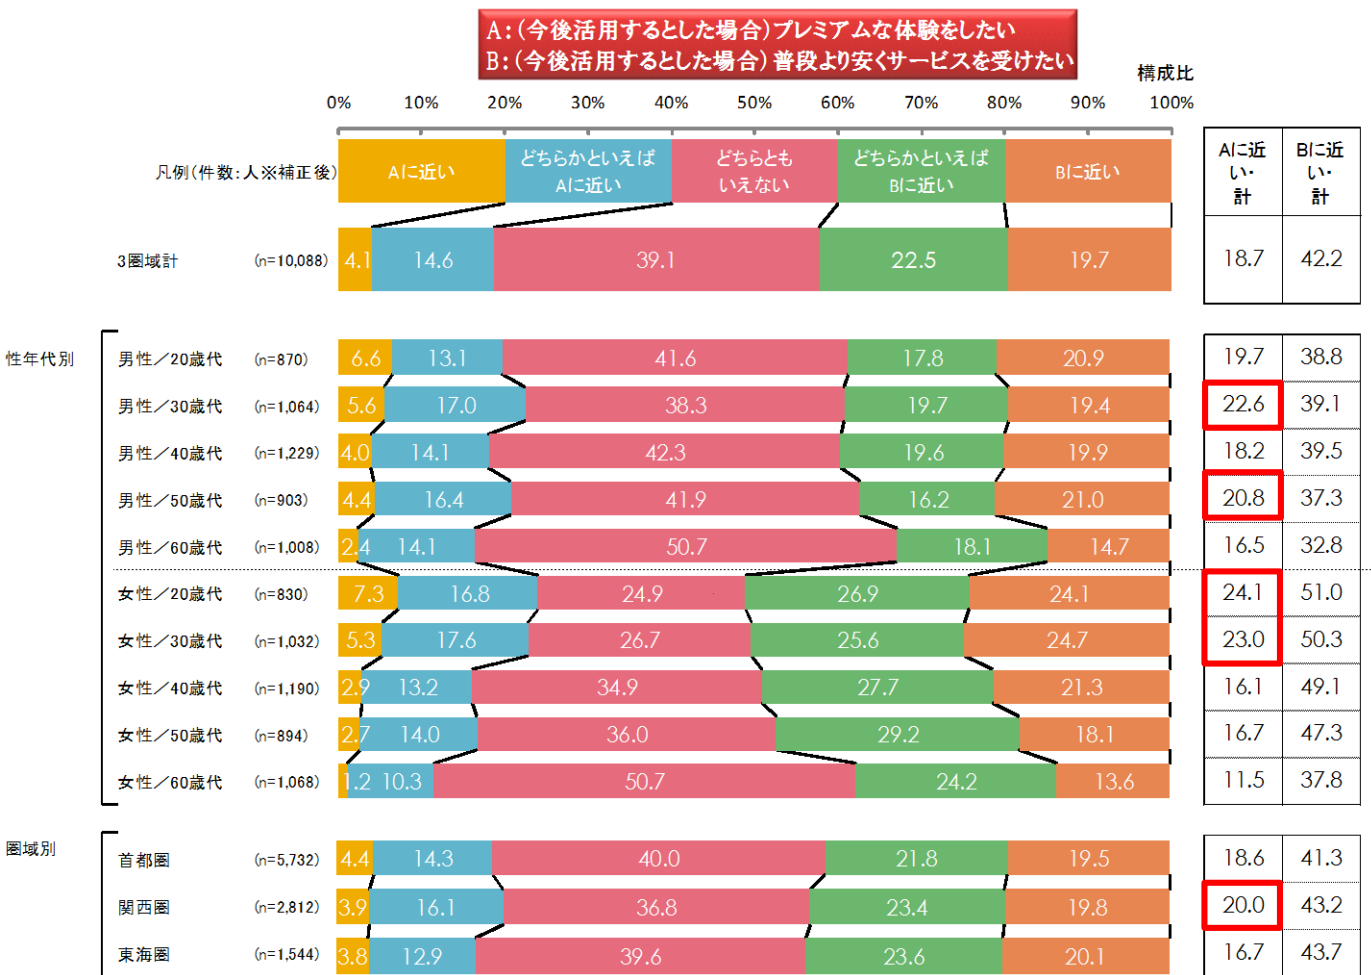 A:(今後活用するとした場合)プレミアムな体験をしたい
B:(今後活用するとした場合)普段より安くサービスを受けたい
構成比
0% 10% 20% 30% 40% 50% 60% 70% 80% 90% 100%
凡例(件数:人※補正後) Aに近い どちらかといえば どちらとも どちらかといえば Bに近い
Aに近い いえない Bに近い
Aに近 Bに近
い・ い・
計 計
3圏域計 (n=10,088) 4.1 14.6 39.1 22.5 19.7 18.7 42.2
性年代別 男性/20歳代 (n=870) 6.6 13.1 41.6 17.8 20.9 19.7 38.8
男性/30歳代 (n=1,064) 5.6 17.0 38.3 19.7 19.4 22.6 39.1
男性/40歳代 (n=1,229) 4.0 14.1 42.3 19.6 19.9 18.2 39.5
男性/50歳代 (n=903) 4.4 16.4 41.9 16.2 21.0 20.8 37.3
男性/60歳代 (n=1,008) 2.4 14.1 50.7 18.1 14.7 16.5 32.8
女性/20歳代 (n=830) 7.3 16.8 24.9 26.9 24.1 24.1 51.0
女性/30歳代 (n=1,032) 5.3 17.6 26.7 25.6 24.7 23.0 50.3
女性/40歳代 (n=1,190) 2.9 13.2 34.9 27.7 21.3 16.1 49.1
女性/50歳代 (n=894) 2.7 14.0 36.0 29.2 18.1 16.7 47.3
女性/60歳代 (n=1,068) 1.2 10.3 50.7 24.2 13.6 11.5 37.8
圏域別 首都圏 (n=5,732) 4.4 14.3 40.0 21.8 19.5 18.6 41.3
関西圏 (n=2,812) 3.9 16.1 36.8 23.4 19.8 20.0 43.2
東海圏 (n=1,544) 3.8 12.9 39.6 23.6 20.1 16.7 43.7